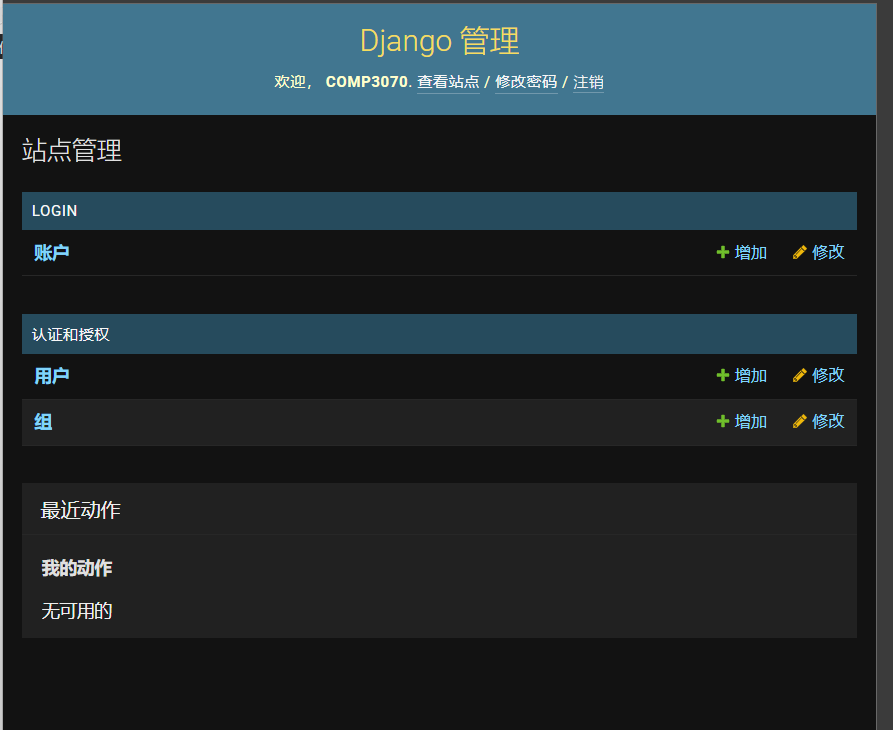 Django 管理
欢迎， COMP3070. 查看站点 / 修改密码 / 注销
站点管理
LOGIN
账户 增加 修改
认证和授权
用户 增加 修改
组 增加 修改
最近动作
我的动作
无可用的